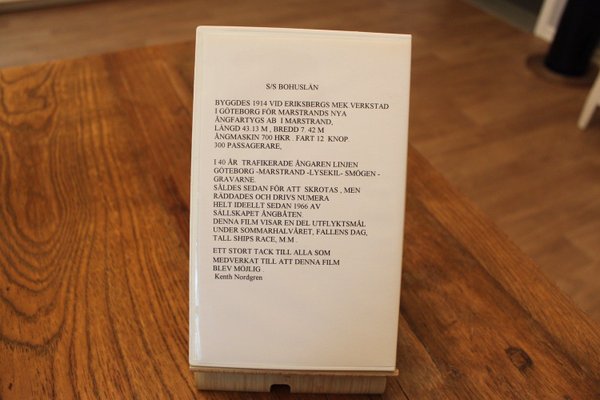 S/S BOHUSLÄN
BYGGDES 1914 VID ERIKSBERGS MEK VERKSTAD
I GÖTEBORG FÖR MARSTRANDS NYA
ÅNGFARTYGS AB I MARSTRAND,
LÄNGD 43.13 M , BREDD 7. 42 M
ÅNGMASKIN 700 HKR . FART 12 KNOP.
300 PASSAGERARE,
I 40 ÅR TRAFIKERADE ÅNGAREN LINJEN
GÖTEBORG -MARSTRAND -LYSEKIL- SMÖGEN -
GRAVARNE.
SÄLDES SEDAN FÖR ATT SKROTAS , MEN
RÄDDADES OCH DRIVS NUMERA
HELT IDEELLT SEDAN 1966 AV
SÄLLSKAPET ÅNGBÅTEN.
DENNA FILM VISAR EN DEL UTFLYKTSMÅL
UNDER SOMMARHALVÅRET, FALLENS DAG,
TALL SHIPS RACE, M.M .
ETT STORT TACK TILL ALLA SOM
MEDVERKAT TILL ATT DENNA FILM
BLEV MÖJLIG .
Kenth Nordgren